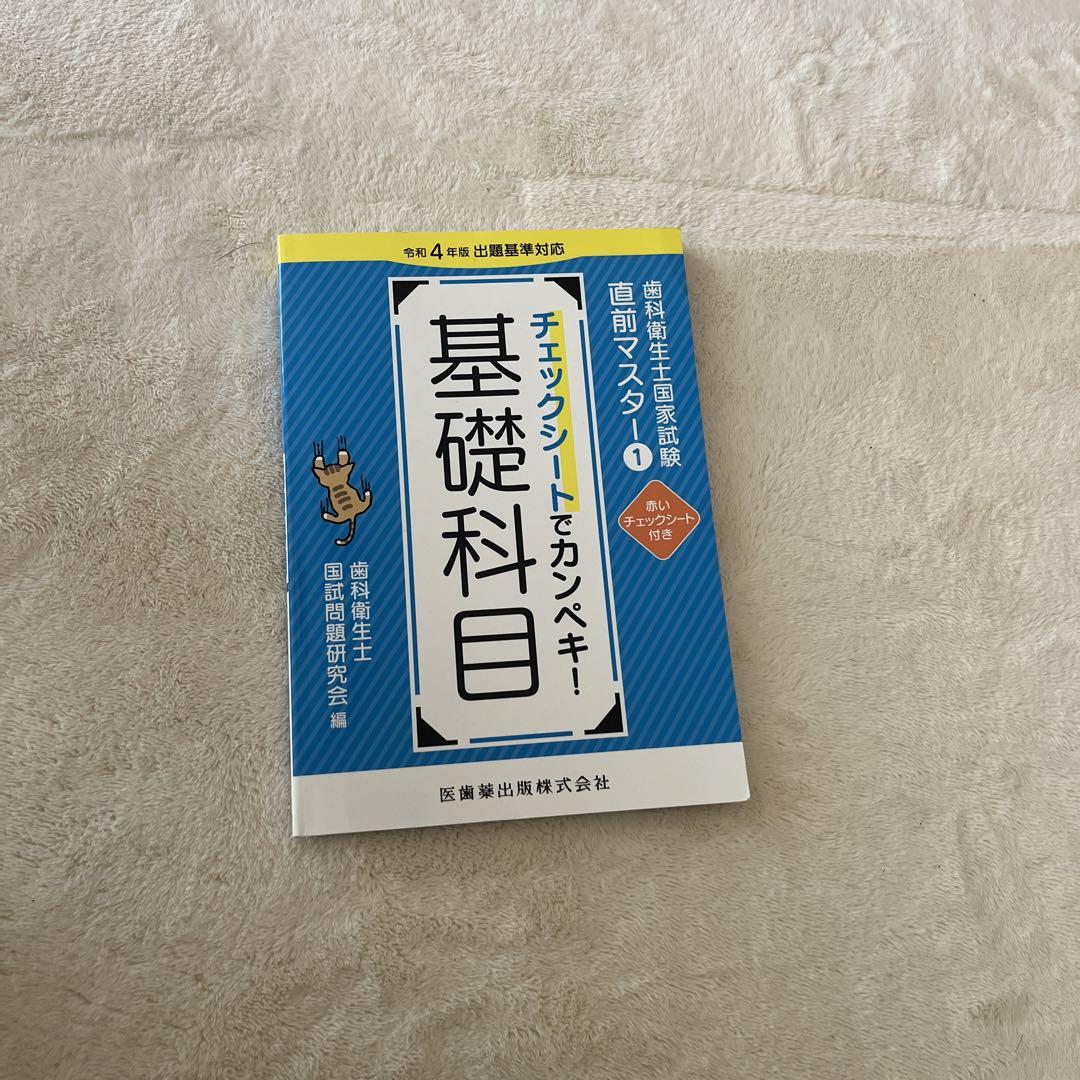 令和4年版 出題基準対応
歯科衛生士国家試験
直前マスター①
赤い
チェックシート
付き
チェックシートでカンペキ!
基礎科目
歯科衛生士
国試問題研究会 編
医歯薬出版株式会社